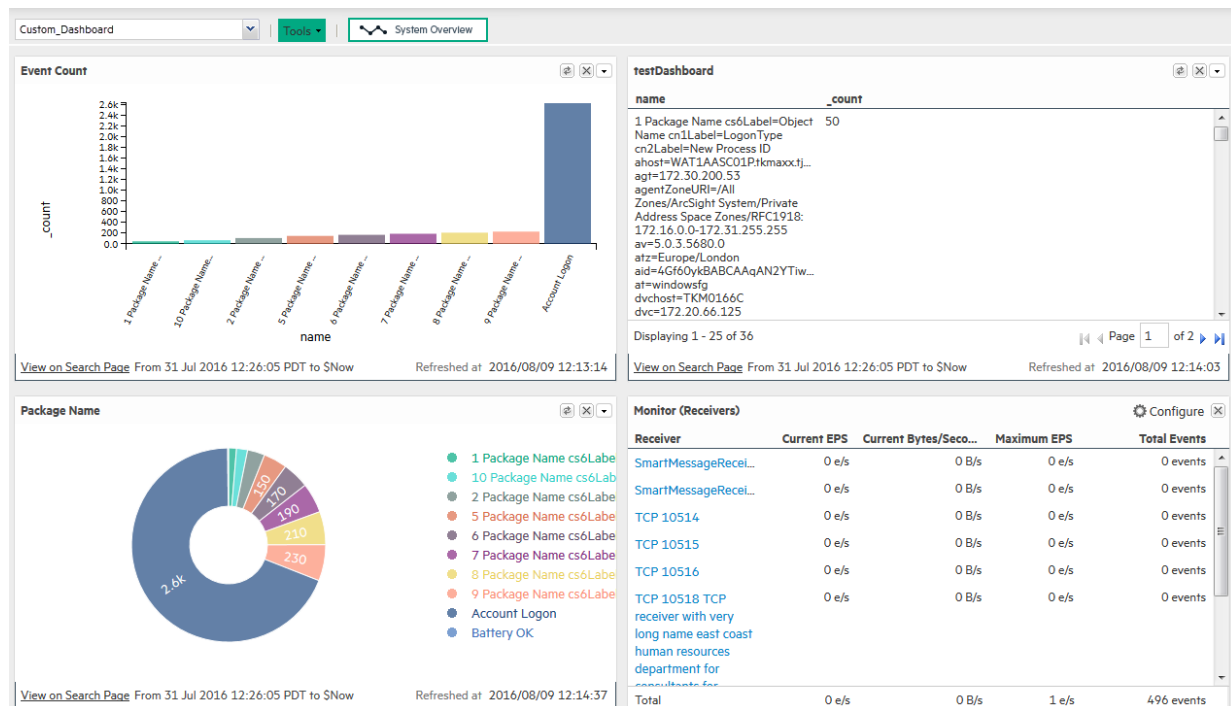 Custom_Dashboard
Tools
System Overview
Event Count
2.6k
2.4k
2.2k
2.0k
1.8k
1.6k
1.4k
1.2k
1.0k
800
600
400
200
0.0
_count
1 Package Name ..
10 Package Name..
2 Package Name ..
5 Package Name ..
6 Package Name ..
7 Package Name ..
8 Package Name ..
9 Package Name ..
Account Logon
name
View on Search Page From 31 Jul 2016 12:26:05 PDT to $Now Refreshed at 2016/08/09 12:13:14
testDashboard
name _count
1 Package Name cs6Label=Object 50
Name cn1Label=LogonType
cn2Label=New Process ID
ahost=WAT1AASC01P.tkmaxx.tj...
agt=172.30.200.53
agentZoneURI=/All
Zones/ArcSight System/Private
Address Space Zones/RFC1918:
172.16.0.0-172.31.255.255
av=5.0.3.5680.0
atz=Europe/London
aid=4Gf60ykBABCAAqAN2YTiw...
at=windowsfg
dvchost=TKM0166C
dvc=172.20.66.125
Displaying 1 - 25 of 36 Page 1 of 2
View on Search Page From 31 Jul 2016 12:26:05 PDT to $Now Refreshed at 2016/08/09 12:14:03
Package Name
150
170
190
210
230
2.6k
1 Package Name cs6Labe
10 Package Name cs6Lab
2 Package Name cs6Labe
5 Package Name cs6Labe
6 Package Name cs6Labe
7 Package Name cs6Labe
8 Package Name cs6Labe
9 Package Name cs6Labe
Account Logon
Battery OK
View on Search Page From 31 Jul 2016 12:26:05 PDT to $Now Refreshed at 2016/08/09 12:14:37
Monitor (Receivers) Configure
Receiver Current EPS Current Bytes/Seco... Maximum EPS Total Events
SmartMessageRecei... 0 e/s 0 B/s 0 e/s 0 events
SmartMessageRecei... 0 e/s 0 B/s 0 e/s 0 events
TCP 10514 0 e/s 0 B/s 0 e/s 0 events
TCP 10515 0 e/s 0 B/s 0 e/s 0 events
TCP 10516 0 e/s 0 B/s 0 e/s 0 events
TCP 10518 TCP 0 e/s 0 B/s 0 e/s 0 events
receiver with very
long name east coast
human resources
department for
consultants for
Total 0 e/s 0 B/s 1 e/s 496 events